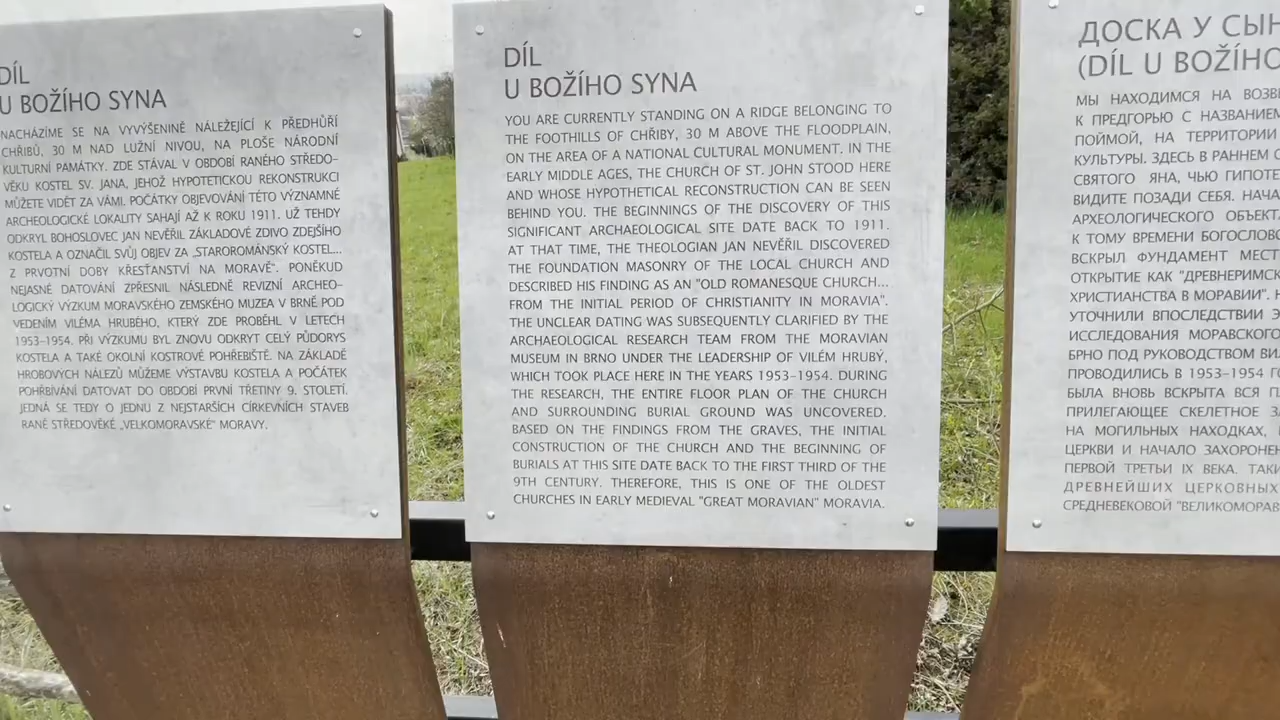 DÍL
U BOŽÍHO SYNA
NACHÁZÍME SE NA VYVÝŠENINĚ NÁLEŽEJÍCÍ K PŘEDHŮŘÍ
CHŘIBŮ, 30 M NAD LUŽNÍ NIVOU, NA PLOŠE NÁRODNÍ
KULTURNÍ PAMÁTKY. ZDE STÁVAL V OBDOBÍ RANÉHO STŘEDO-
VĚKU KOSTEL SV. JANA, JEHOŽ HYPOTETICKOU REKONSTRUKCI
MŮŽETE VIDĚT ZA VÁMI. POČÁTKY OBJEVOVÁNÍ TÉTO VÝZNAMNÉ
ARCHEOLOGICKÉ LOKALITY SAHAJÍ AŽ K ROKU 1911. UŽ TEHDY
ODKRYL BOHOSLOVEC JAN NEVĚŘIL ZÁKLADOVÉ ZDIVO ZDEJŠÍHO
KOSTELA A OZNAČIL SVŮJ OBJEV ZA „STAROROMÁNSKÝ KOSTEL...
Z PRVOTNÍ DOBY KŘESŤANSTVÍ NA MORAVĚ“. PONĚKUD
NEJASNÉ DATOVÁNÍ ZPŘESNIL NÁSLEDNĚ REVIZNÍ ARCHEO-
LOGICKÝ VÝZKUM MORAVSKÉHO ZEMSKÉHO MUZEA V BRNĚ POD
VEDENÍM VILÉMA HRUBÉHO, KTERÝ ZDE PROBĚHL V LETECH
1953–1954. PŘI VÝZKUMU BYL ZNOVU ODKRYT CELÝ PŮDORYS
KOSTELA A TAKÉ OKOLNÍ KOSTROVÉ POHŘEBIŠTĚ. NA ZÁKLADĚ
HROBOVÝCH NÁLEZŮ MŮŽEME VÝSTAVBU KOSTELA A POČÁTEK
POHŘBÍVÁNÍ DATOVAT DO OBDOBÍ PRVNÍ TŘETINY 9. STOLETÍ.
JEDNÁ SE TEDY O JEDNU Z NEJSTARŠÍCH CÍRKEVNÍCH STAVEB
RANĚ STŘEDOVĚKÉ „VELKOMORAVSKÉ“ MORAVY.
DÍL
U BOŽÍHO SYNA
YOU ARE CURRENTLY STANDING ON A RIDGE BELONGING TO
THE FOOTHILLS OF CHŘIBY, 30 M ABOVE THE FLOODPLAIN,
ON THE AREA OF A NATIONAL CULTURAL MONUMENT. IN THE
EARLY MIDDLE AGES, THE CHURCH OF ST. JOHN STOOD HERE
AND WHOSE HYPOTHETICAL RECONSTRUCTION CAN BE SEEN
BEHIND YOU. THE BEGINNINGS OF THE DISCOVERY OF THIS
SIGNIFICANT ARCHAEOLOGICAL SITE DATE BACK TO 1911.
AT THAT TIME, THE THEOLOGIAN JAN NEVĚŘIL DISCOVERED
THE FOUNDATION MASONRY OF THE LOCAL CHURCH AND
DESCRIBED HIS FINDING AS AN "OLD ROMANESQUE CHURCH...
FROM THE INITIAL PERIOD OF CHRISTIANITY IN MORAVIA".
THE UNCLEAR DATING WAS SUBSEQUENTLY CLARIFIED BY THE
ARCHAEOLOGICAL RESEARCH TEAM FROM THE MORAVIAN
MUSEUM IN BRNO UNDER THE LEADERSHIP OF VILÉM HRUBÝ,
WHICH TOOK PLACE HERE IN THE YEARS 1953–1954. DURING
THE RESEARCH, THE ENTIRE FLOOR PLAN OF THE CHURCH
AND SURROUNDING BURIAL GROUND WAS UNCOVERED.
BASED ON THE FINDINGS FROM THE GRAVES, THE INITIAL
CONSTRUCTION OF THE CHURCH AND THE BEGINNING OF
BURIALS AT THIS SITE DATE BACK TO THE FIRST THIRD OF THE
9TH CENTURY. THEREFORE, THIS IS ONE OF THE OLDEST
CHURCHES IN EARLY MEDIEVAL "GREAT MORAVIAN" MORAVIA.
ДОСКА У СЫН
(DÍL U BOŽÍHO
МЫ НАХОДИМСЯ НА ВОЗВ
К ПРЕДГОРЬЮ С НАЗВАНИЕМ
ПОЙМОЙ, НА ТЕРРИТОРИИ
КУЛЬТУРЫ. ЗДЕСЬ В РАННЕМ С
СВЯТОГО ЯНА, ЧЬЮ ГИПОТЕ
ВИДИТЕ ПОЗАДИ СЕБЯ. НАЧА
АРХЕОЛОГИЧЕСКОГО ОБЪЕКТ
К ТОМУ ВРЕМЕНИ БОГОСЛОВ
ВСКРЫЛ ФУНДАМЕНТ МЕСТ
ОТКРЫТИЕ КАК "ДРЕВНЕРИМСК
ХРИСТИАНСТВА В МОРАВИИ".
УТОЧНИЛИ ВПОСЛЕДСТВИИ Э
ИССЛЕДОВАНИЯ МОРАВСКОГО
БРНО ПОД РУКОВОДСТВОМ ВИ
ПРОВОДИЛИСЬ В 1953–1954 ГО
БЫЛА ВНОВЬ ВСКРЫТА ВСЯ П
ПРИЛЕГАЮЩЕЕ СКЕЛЕТНОЕ З
НА МОГИЛЬНЫХ НАХОДКАХ,
ЦЕРКВИ И НАЧАЛО ЗАХОРОНЕН
ПЕРВОЙ ТРЕТЬИ IX ВЕКА. ТАКИ
ДРЕВНЕЙШИХ ЦЕРКОВНЫХ
СРЕДНЕВЕКОВОЙ "ВЕЛИКОМОРАВ